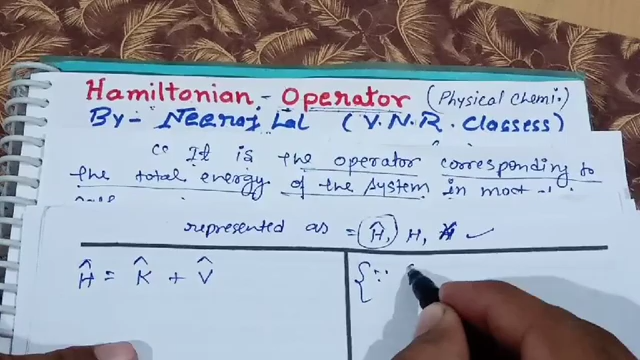 Hamiltonian - Operator (Physical Chemi.)
By - Neeraj Lal (V.N.R. Classess)
" It is the operator corresponding to
the total energy of the system in most
represented as = Ĥ, H, H ✓
Ĥ = K̂ + V̂
{∵